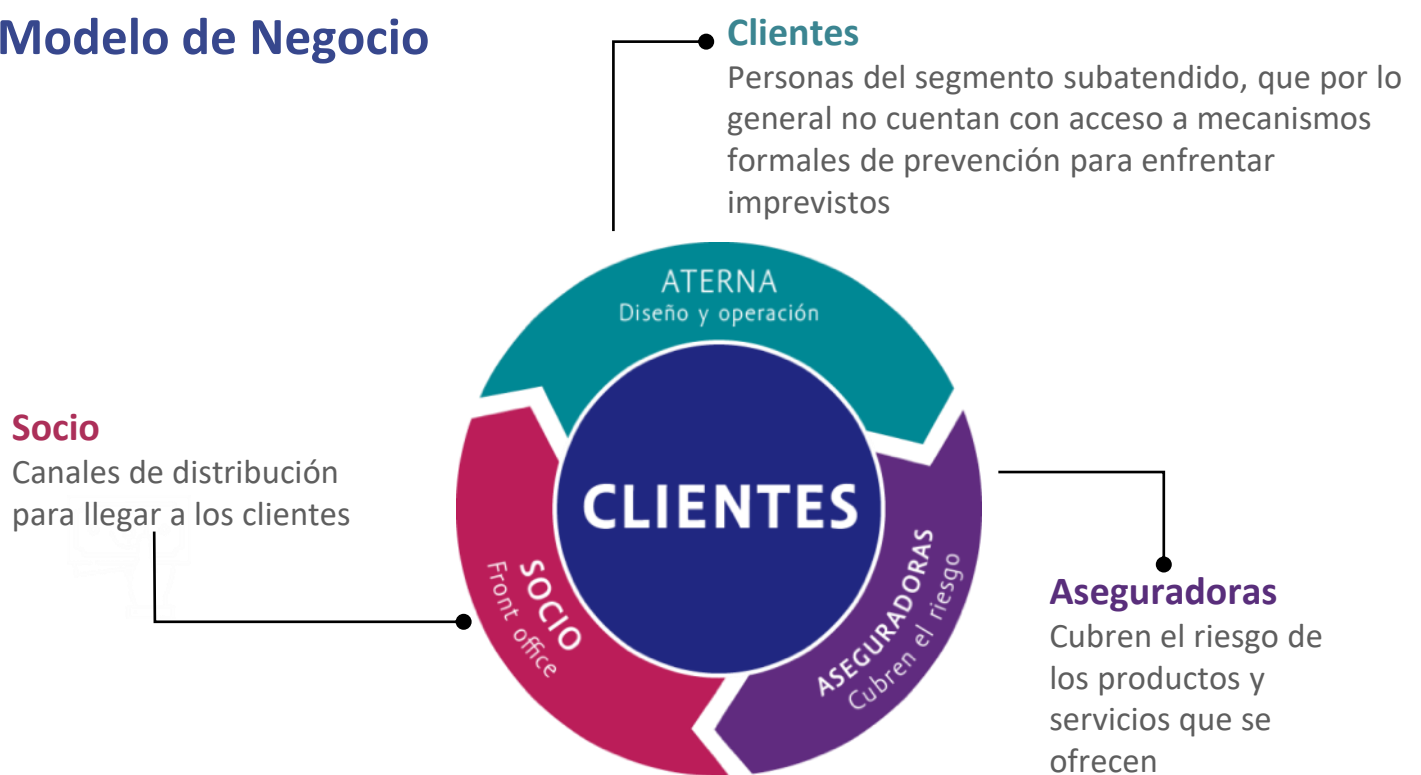 Modelo de Negocio
Clientes
Personas del segmento subatendido, que por lo
general no cuentan con acceso a mecanismos
formales de prevención para enfrentar
imprevistos
ATERNA
Diseño y operación
Socio
Canales de distribución
para llegar a los clientes
CLIENTES
SOCIO
Front office
ASEGURADORAS
Cubren el riesgo
Aseguradoras
Cubren el riesgo de
los productos y
servicios que se
ofrecen